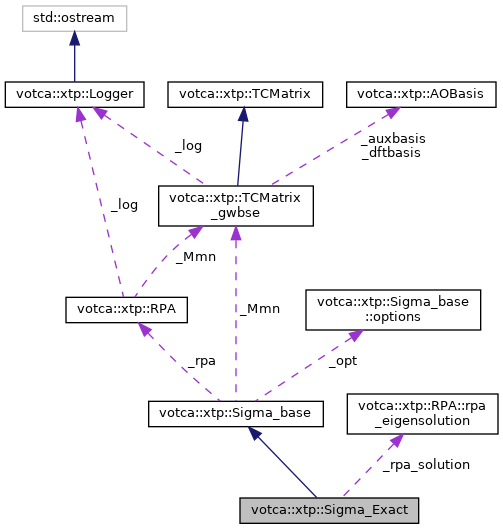 std::ostream
votca::xtp::Logger
votca::xtp::TCMatrix
votca::xtp::AOBasis
_log
_auxbasis
_dftbasis
_log
votca::xtp::TCMatrix
_gwbse
_Mmn
votca::xtp::RPA
_Mmn
votca::xtp::Sigma_base
::options
_rpa
_opt
votca::xtp::Sigma_base
votca::xtp::RPA::rpa
_eigensolution
_rpa_solution
votca::xtp::Sigma_Exact